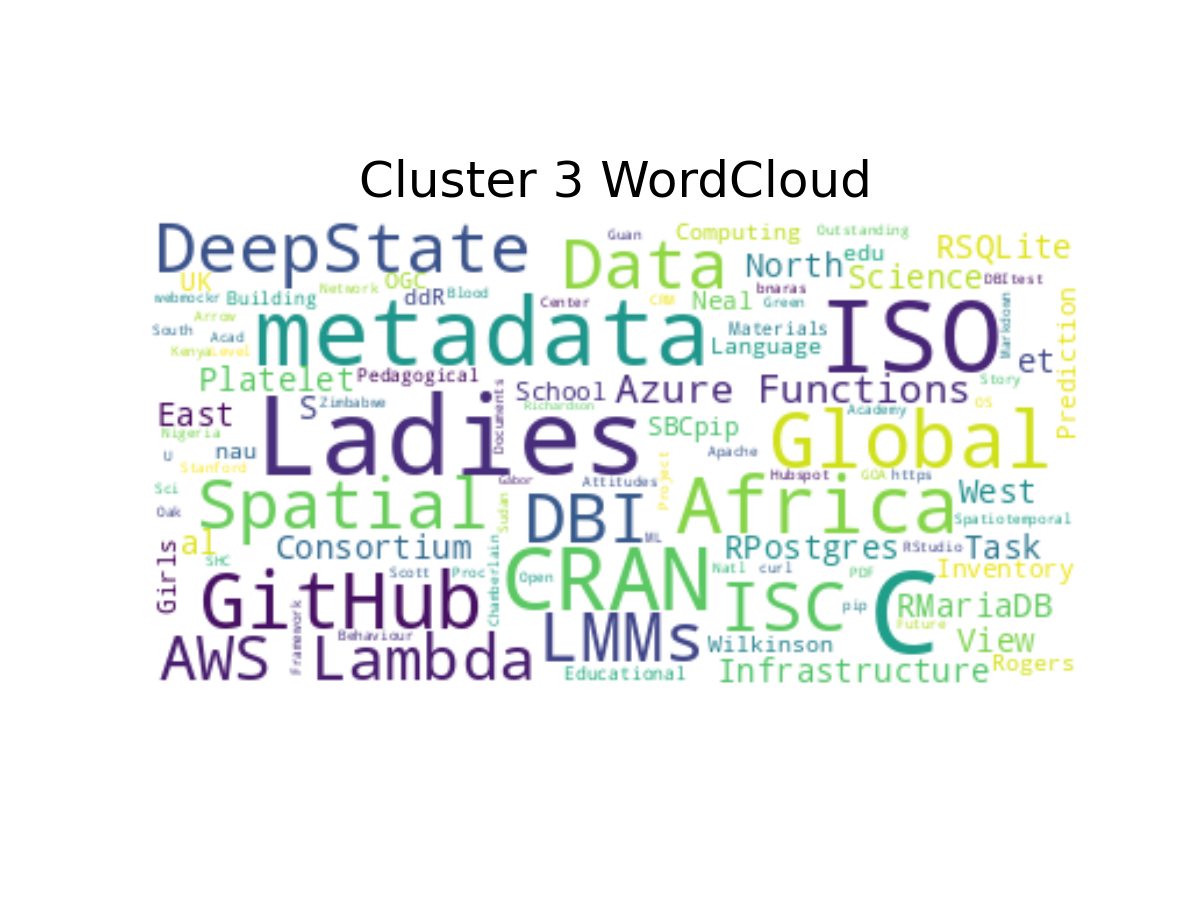 Cluster 3 WordCloud
DeepState
Guan
Computing
Outstanding
Data
North
edu
RSQLite
UK
OGC
Science
DBItest
webmockr
Building
Network
ddR
Blood
Center
CRM
Neal
bnaras
Green
Arrow
metadata
ISO
Markdown
South
Acad
Materials
Language
et
Prediction
Kenya
Level
Platelet
Pedagogical
School
Azure Functions
Story
East
S
Zimbabwe
Documents
Richardson
Academy
OS
Nigeria
Ladies
SBCpip
Global
U
nau
Apache
Stanford
Project
Hubspot
GOA
https
Sci
Spatial
Gabor
Attitudes
Africa
West
Oak
Sudan
DBI
ML
Spatiotemporal
Girls
al
Consortium
RPostgres
RStudio
Task
SHC
Scott
Proc
Chamberlain
Open
CRAN
Natl
curl
PDF
Inventory
GitHub
ISC
pip
C
RMariaDB
Future
Framework
Behaviour
LMMs
Wilkinson
View
AWS Lambda
Educational
Infrastructure
Rogers